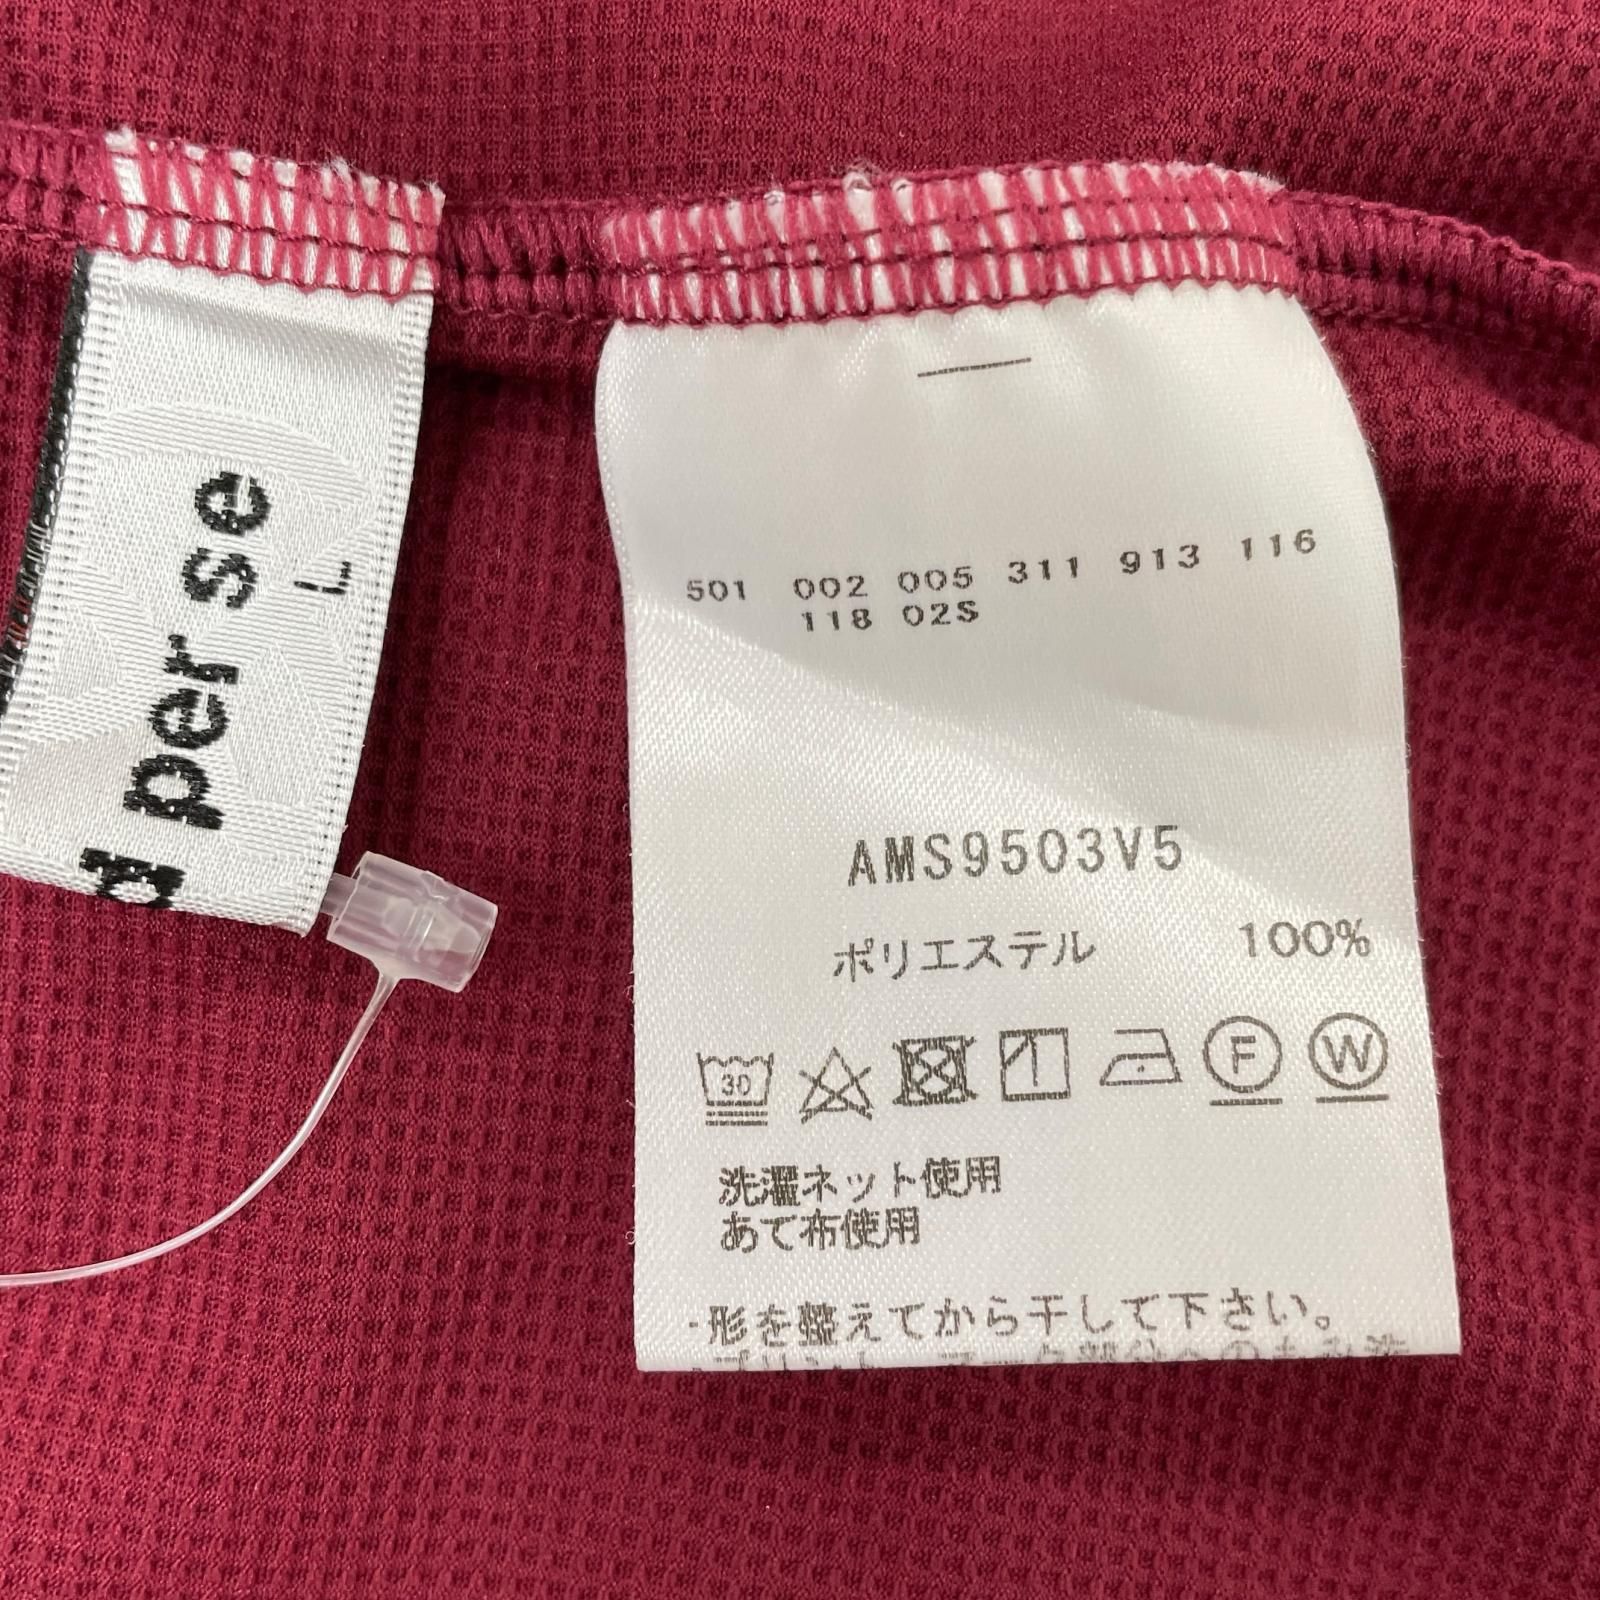 per se
L
501 002 005 311 913 116
118 02S
AMS9503V5
ポリエステル 100%
30
F
W
洗濯ネット使用
あて布使用
・形を整えてから干して下さい。